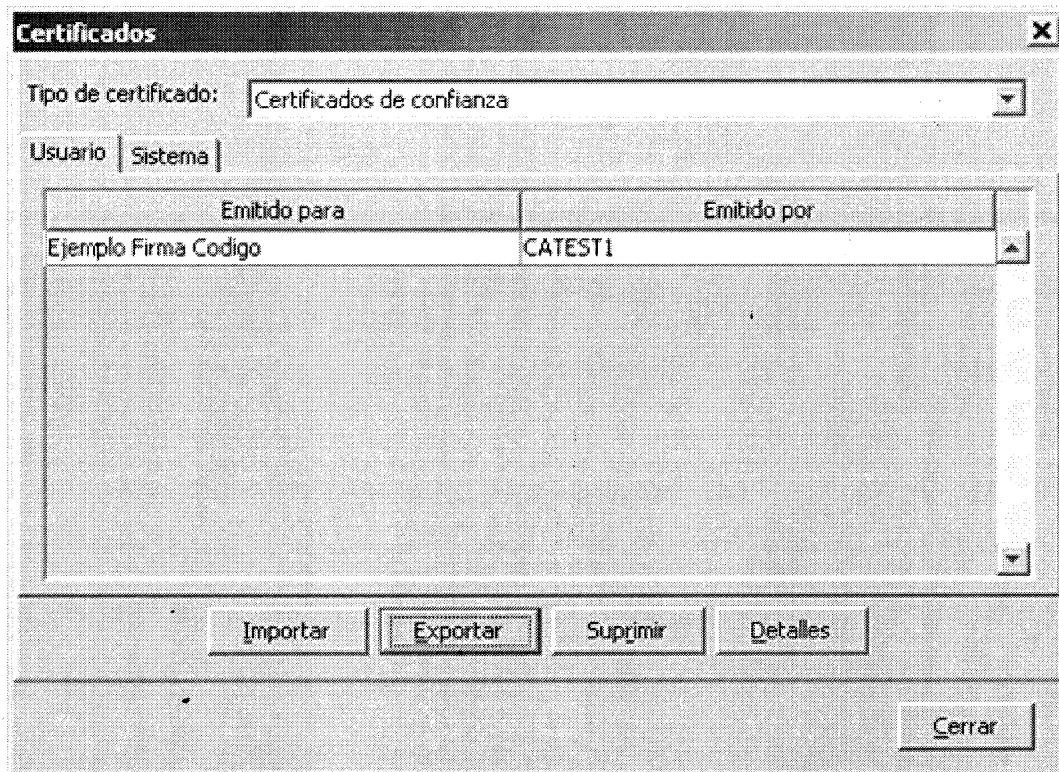 Certificados
Tipo de certificado: Certificados de confianza
Usuario Sistema
Emitido para Emitido por
Ejemplo Firma Codigo CATEST1
Importar Exportar Suprimir Detalles
Cerrar